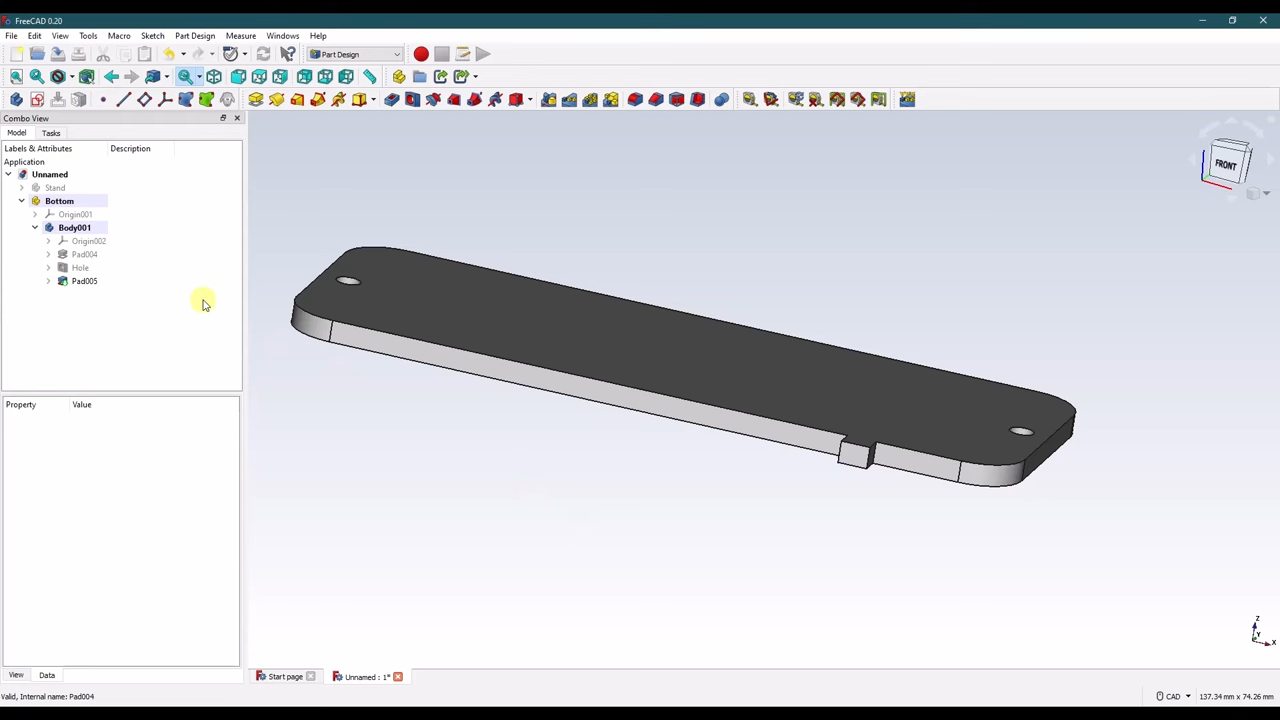 FreeCAD 0.20
File Edit View Tools Macro Sketch Part Design Measure Windows Help
Part Design
Combo View
Model Tasks
Labels & Attributes Description
Application
Unnamed
Stand
Bottom
Origin001
Body001
Origin002
Pad004
Hole
Pad005
FRONT
Z
Y
X
Property Value
View Data
Start page Unnamed : 1*
Valid, Internal name: Pad004 CAD 137.34 mm x 74.26 mm